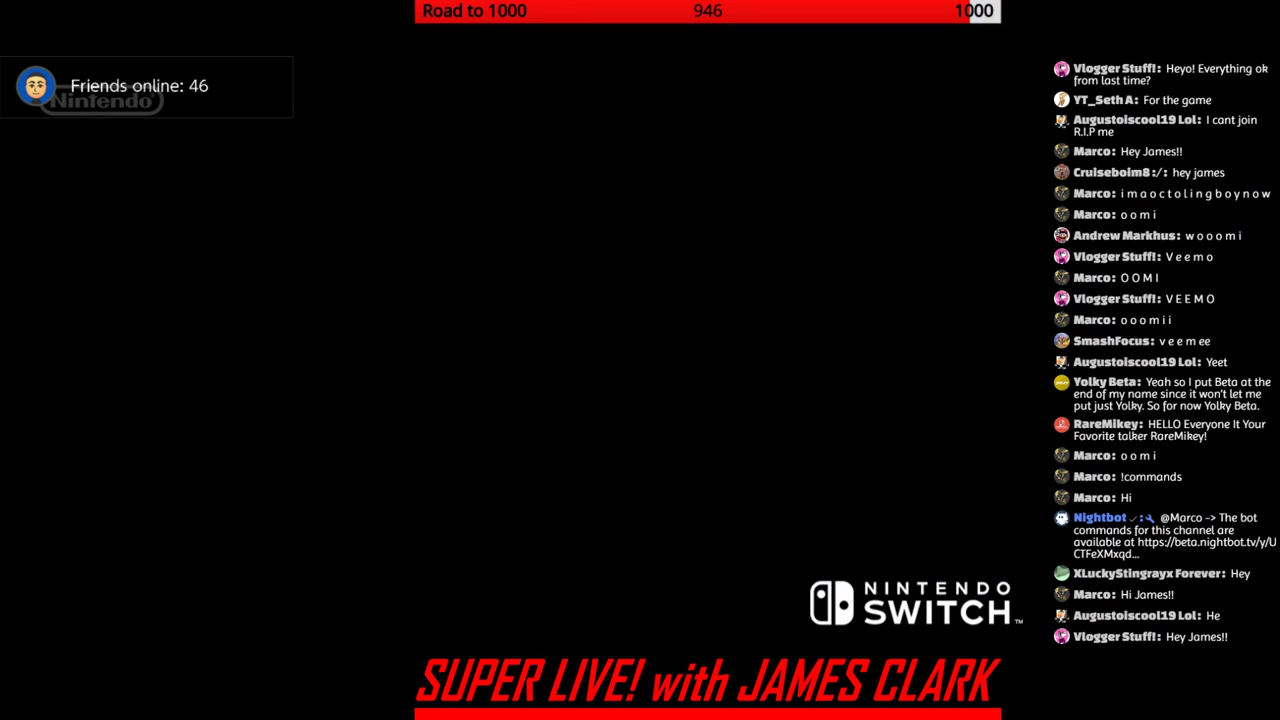 Road to 1000 946 1000
Friends online: 46
Nintendo
Vlogger Stuff!: Heyo! Everything ok
from last time?
YT_Seth A: For the game
Augustoiscool19 Lol: I cant join
R.I.P me
Marco: Hey James!!
Cruiseboim8 :/: hey james
Marco: i m a o c t o l i n g b o y n o w
Marco: o o m i
Andrew Markhus: w o o o m i
Vlogger Stuff!: V e e m o
Marco: O O M I
Vlogger Stuff!: V E E M O
Marco: o o o m i i
SmashFocus: v e e m ee
Augustoiscool19 Lol: Yeet
Yolky Beta: Yeah so I put Beta at the
end of my name since it won't let me
put just Yolky. So for now Yolky Beta.
RareMikey: HELLO Everyone It Your
Favorite talker RareMikey!
Marco: o o m i
Marco: !commands
Marco: Hi
Nightbot : @Marco -> The bot
commands for this channel are
available at https://beta.nightbot.tv/y/U
CTFeXMxqd...
XLuckyStingrayx Forever: Hey
Marco: Hi James!!
Augustoiscool19 Lol: He
Vlogger Stuff!: Hey James!!
NINTENDO
SWITCH™
SUPER LIVE! with JAMES CLARK